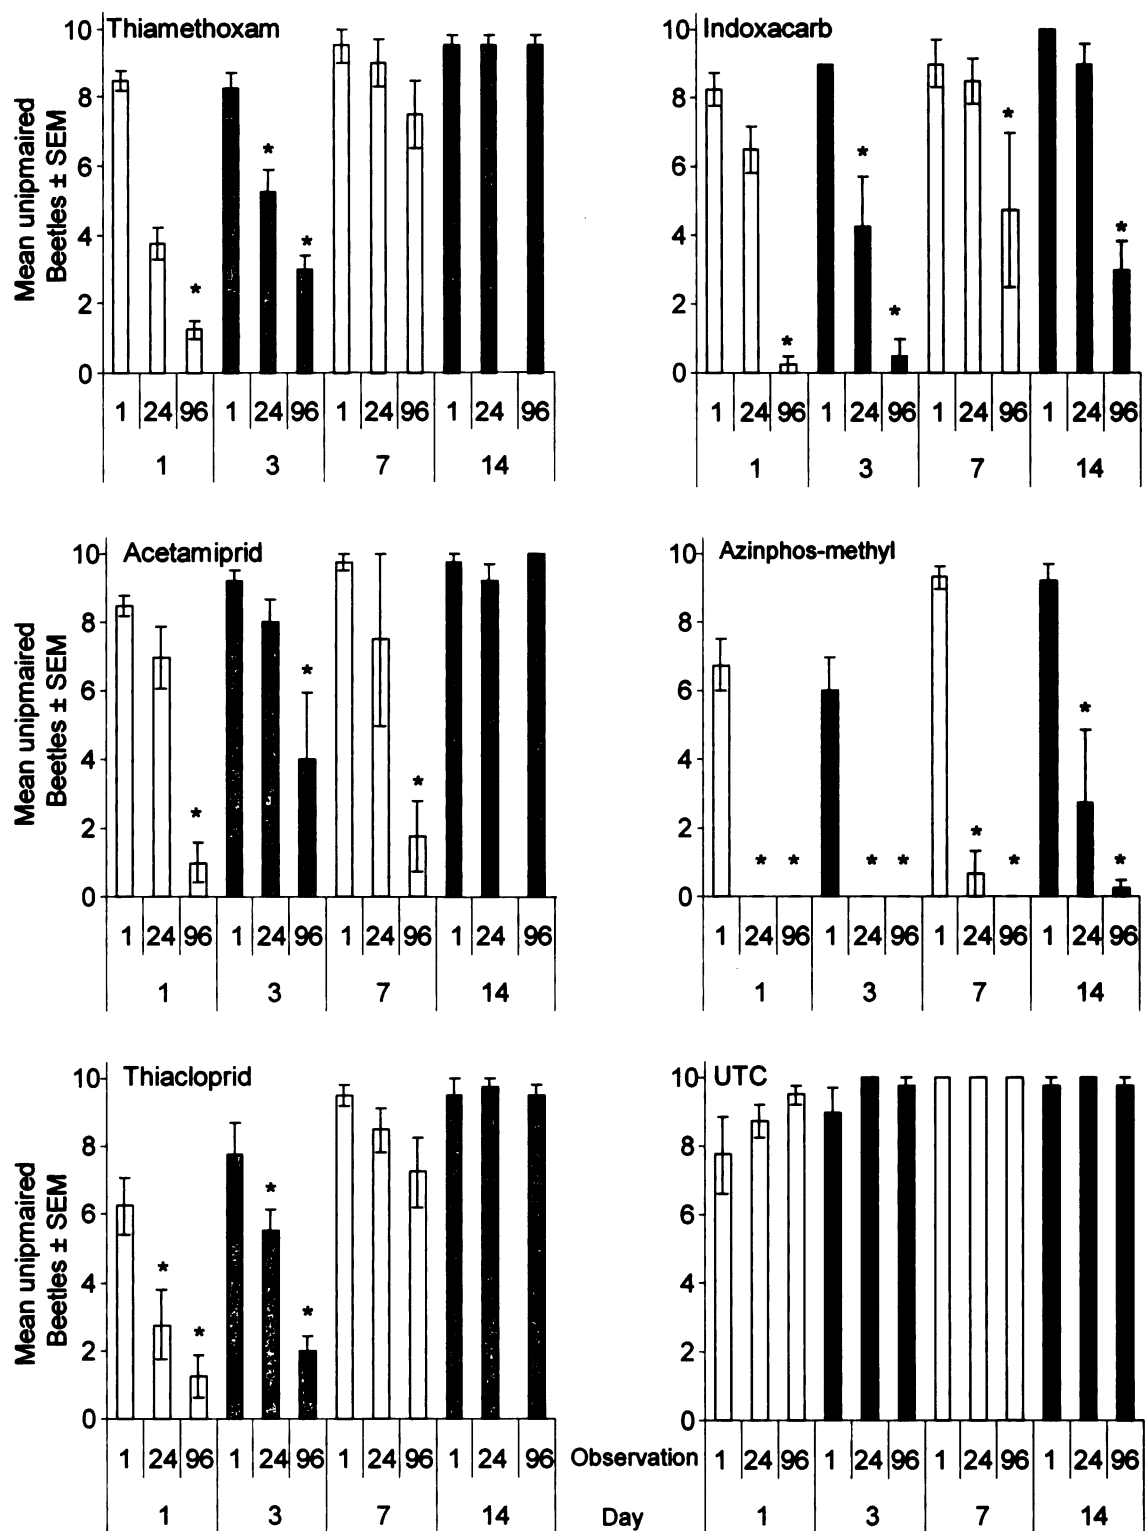 Thiamethoxam
10
8
6
4
2
0
Mean unipmaired
Beetles ± SEM
* * *
1 24 96 1 24 96 1 24 96 1 24 96
1 3 7 14
Indoxacarb
10
8
6
4
2
0
* * * * *
1 24 96 1 24 96 1 24 96 1 24 96
1 3 7 14
Acetamiprid
10
8
6
4
2
0
Mean unipmaired
Beetles ± SEM
* * *
1 24 96 1 24 96 1 24 96 1 24 96
1 3 7 14
Azinphos-methyl
10
8
6
4
2
0
* * * * * * * *
1 24 96 1 24 96 1 24 96 1 24 96
1 3 7 14
Thiacloprid
10
8
6
4
2
0
Mean unipmaired
Beetles ± SEM
* * * *
1 24 96 1 24 96 1 24 96 1 24 96
1 3 7 14
UTC
10
8
6
4
2
0
Observation 1 24 96 1 24 96 1 24 96 1 24 96
Day 1 3 7 14